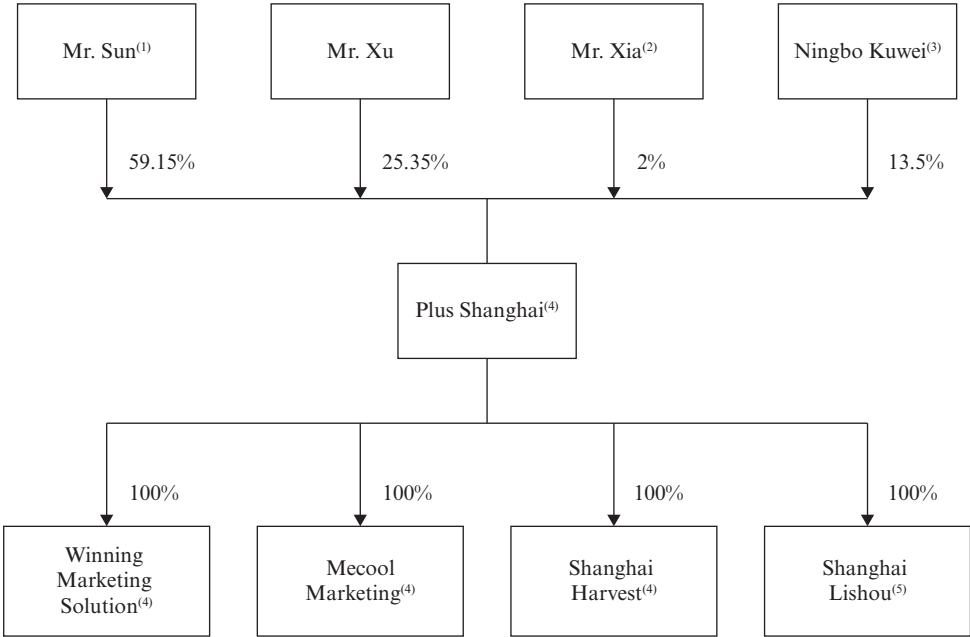 Mr. Sun(1)
Mr. Xu
Mr. Xia(2)
Ningbo Kuwei(3)
59.15%
25.35%
2%
13.5%
Plus Shanghai(4)
100%
100%
100%
100%
Winning
Marketing
Solution(4)
Mecool
Marketing(4)
Shanghai
Harvest(4)
Shanghai
Lishou(5)